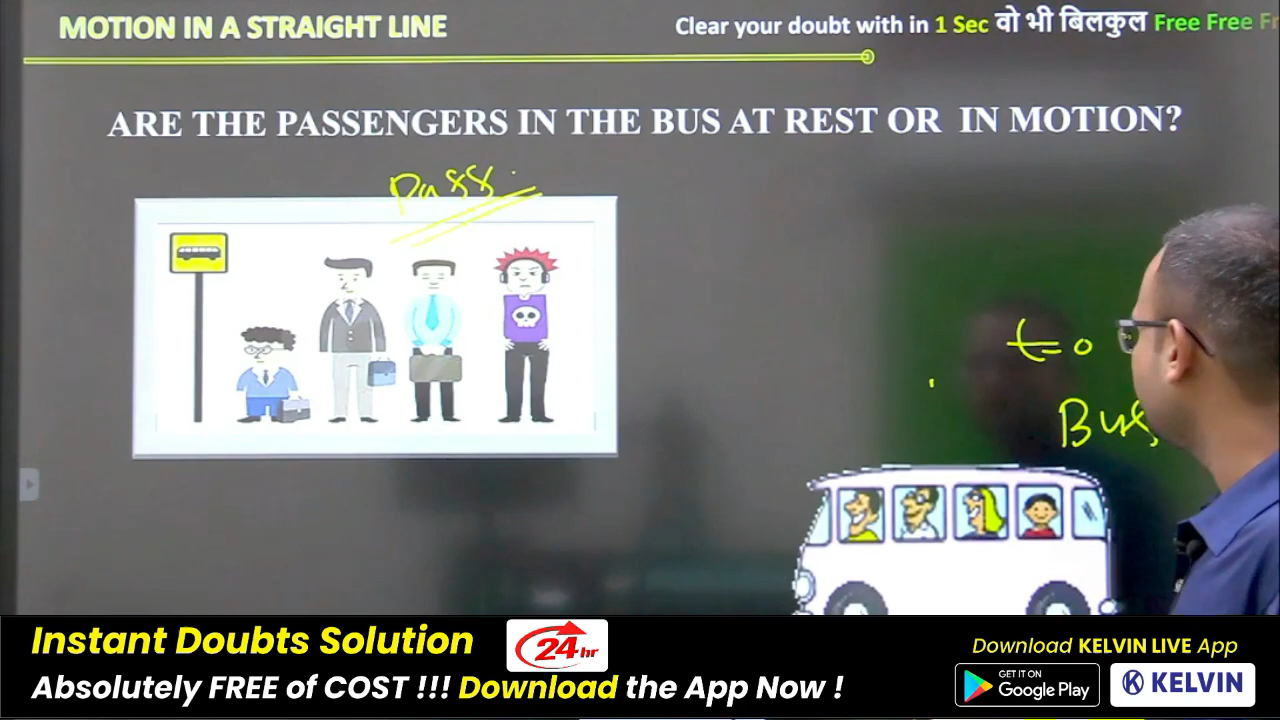 MOTION IN A STRAIGHT LINE
Clear your doubt with in 1 Sec वो भी बिलकुल Free Free Fr
ARE THE PASSENGERS IN THE BUS AT REST OR IN MOTION?
Pass.
t=0
Bus
Instant Doubts Solution
24hr
Absolutely FREE of COST !!! Download the App Now !
Download KELVIN LIVE App
GET IT ON
Google Play
KELVIN